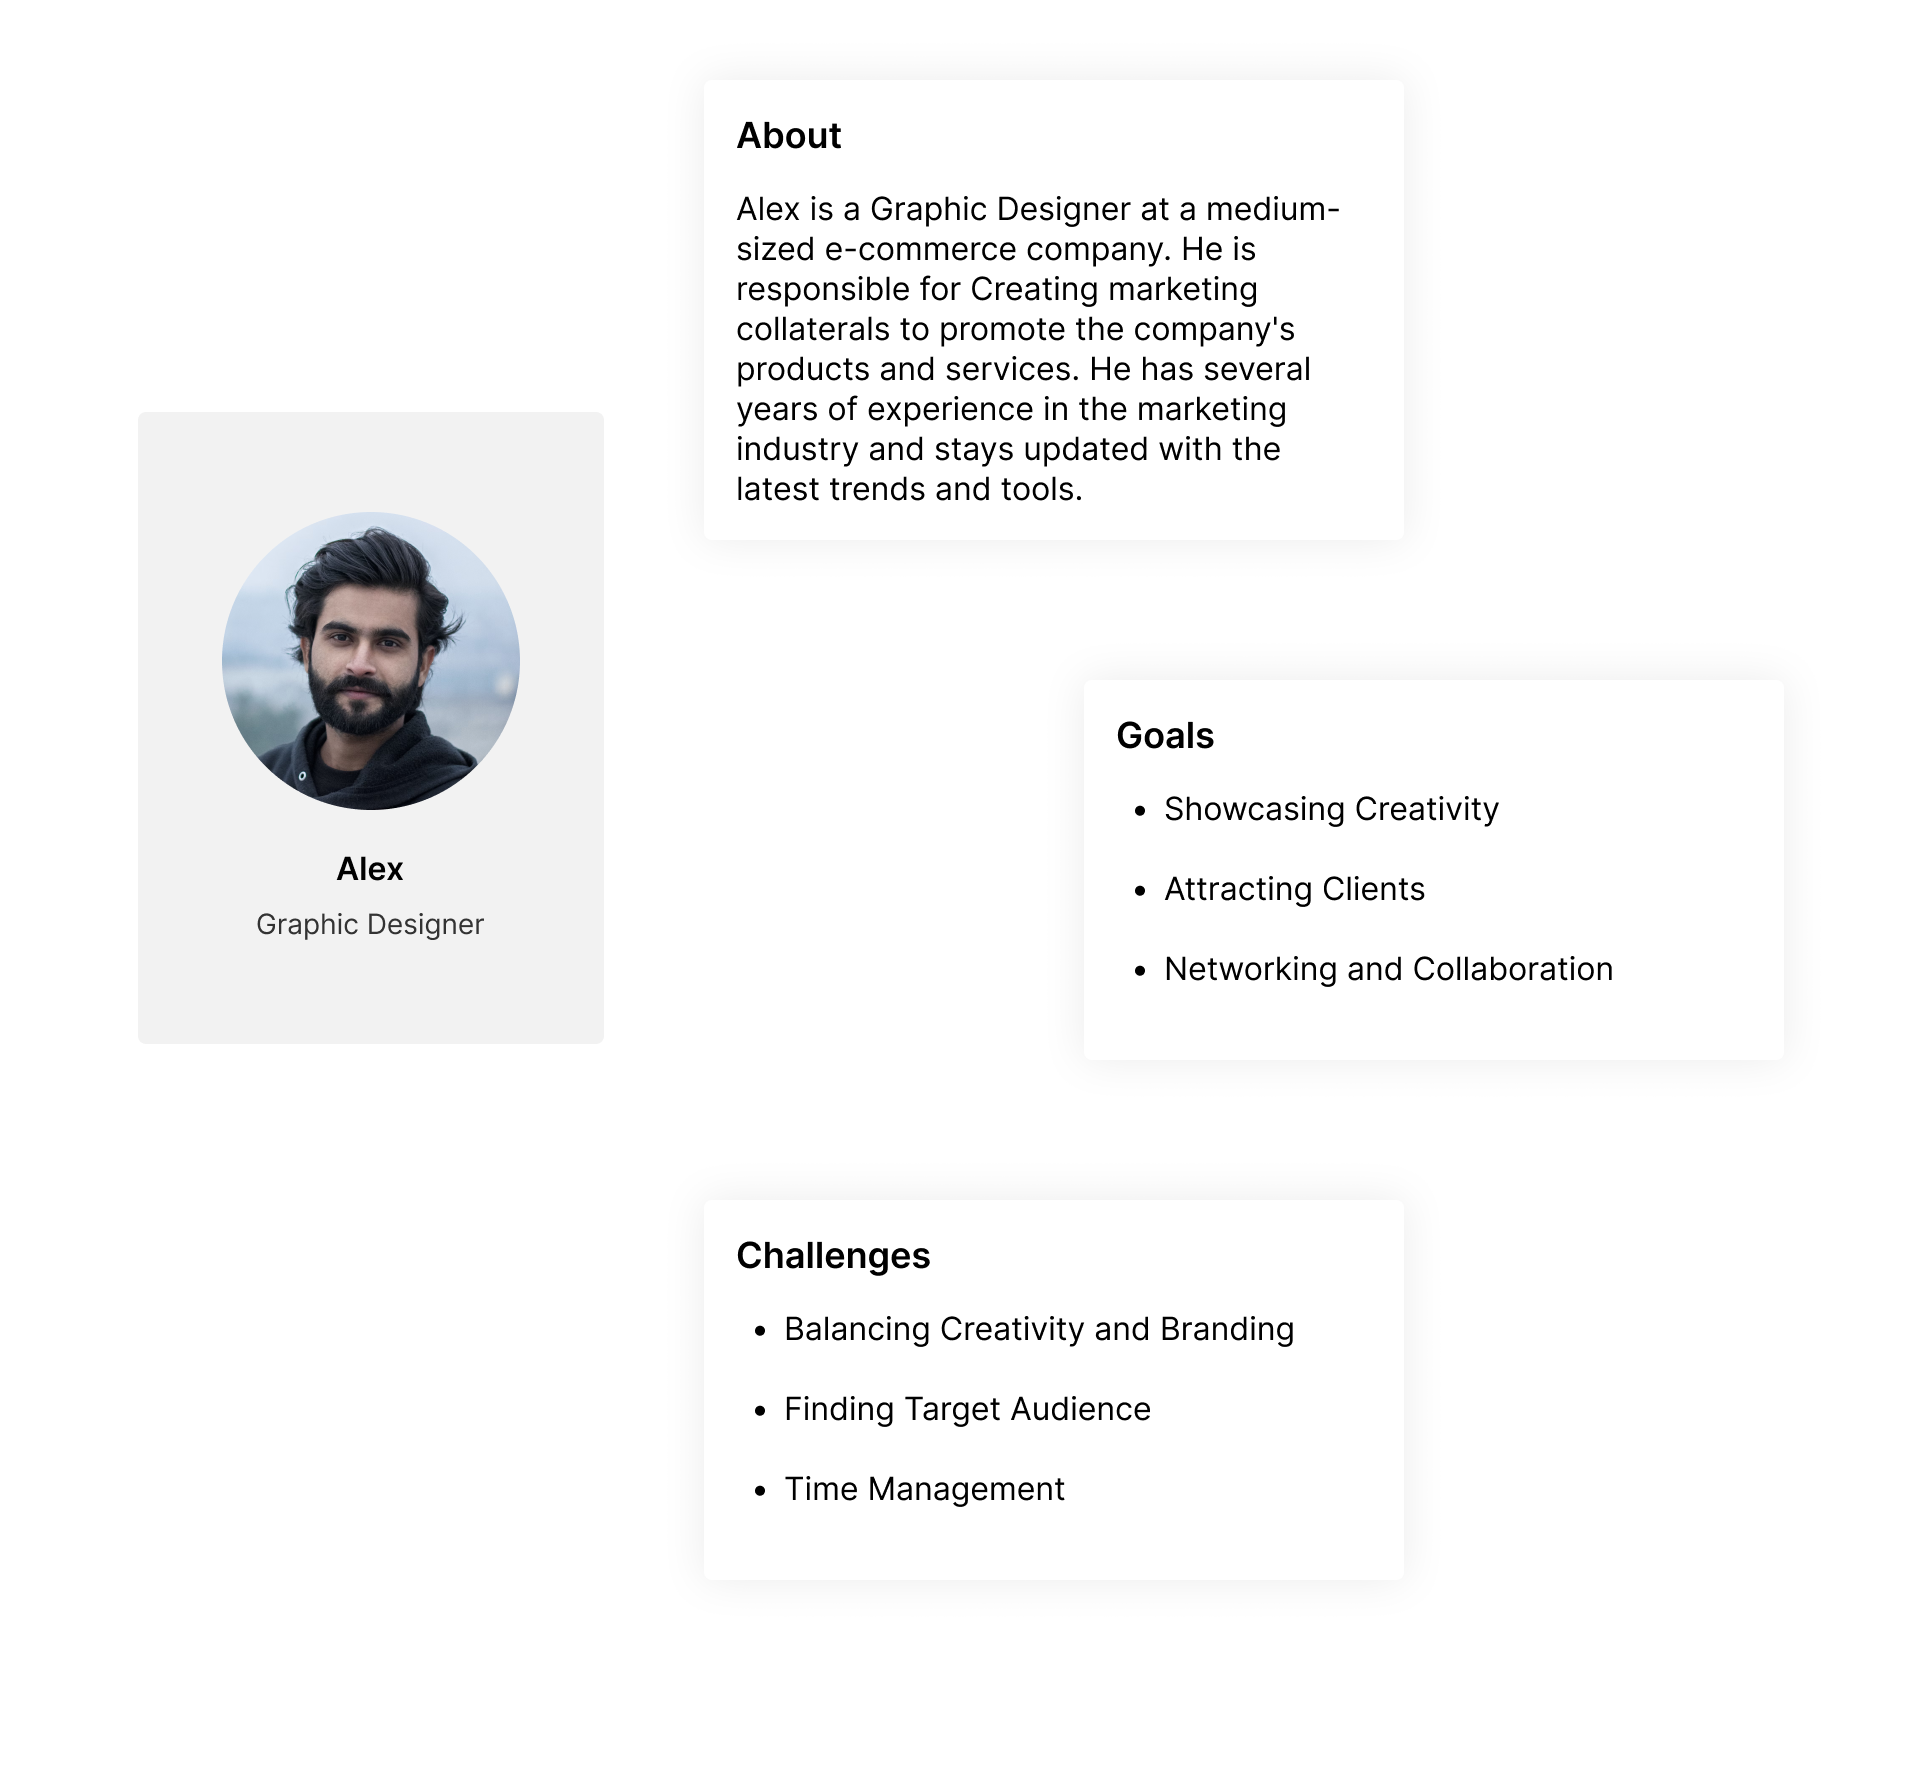 About
Alex is a Graphic Designer at a medium-
sized e-commerce company. He is
responsible for Creating marketing
collaterals to promote the company's
products and services. He has several
years of experience in the marketing
industry and stays updated with the
latest trends and tools.
Alex
Graphic Designer
Goals
• Showcasing Creativity
• Attracting Clients
• Networking and Collaboration
Challenges
• Balancing Creativity and Branding
• Finding Target Audience
• Time Management